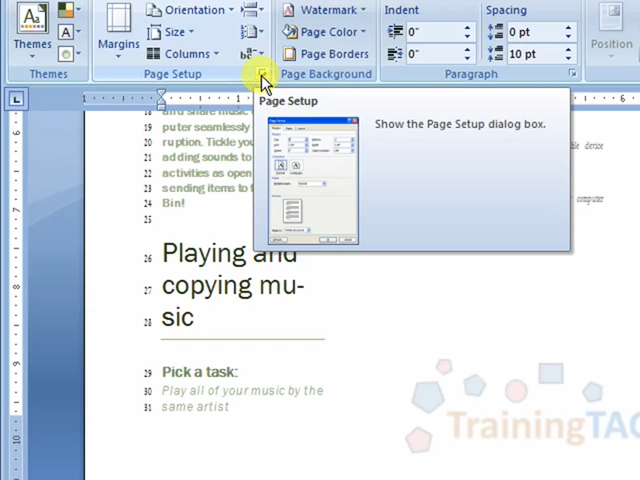 Orientation
Watermark
Indent
Spacing
Size
Page Color
0"
0 pt
Themes
Margins
Columns
Page Borders
0"
10 pt
Position
Themes
Page Setup
Page Background
Paragraph
Page Setup
Show the Page Setup dialog box.
18 puter seamlessly
19 ruption. Tickle you
20 adding sounds to
21 activities as open
22 sending items to t
23 Bin!
24
25
26 Playing and
27 copying mu-
28 sic
29 Pick a task:
30 Play all of your music by the
31 same artist
device
computer
TrainingTAC